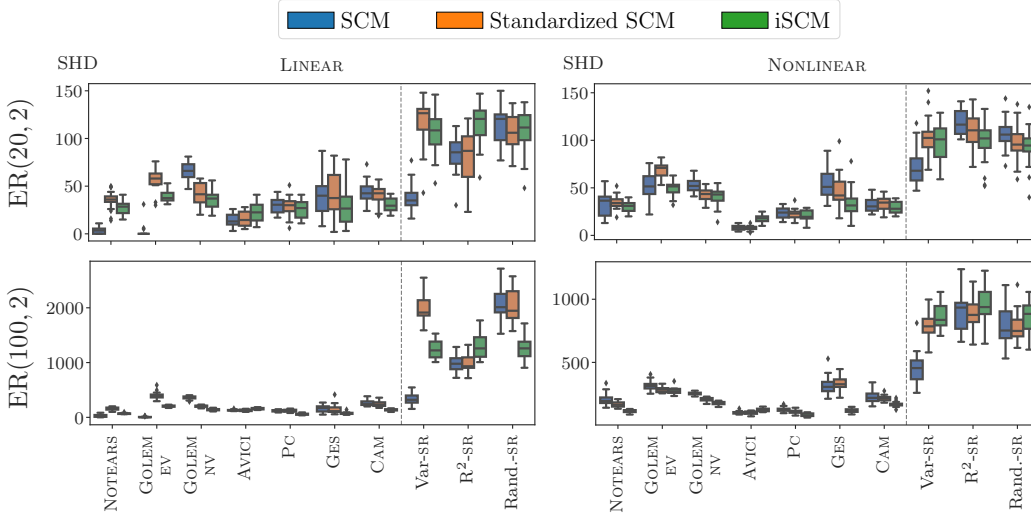 SCM Standardized SCM iSCM
SHD LINEAR SHD NONLINEAR
ER(20, 2)
150
100
50
0
150
100
50
0
ER(100, 2)
2000
1000
0
1000
500
NOTEARS
GOLEM EV
GOLEM NV
AVICI
PC
GES
CAM
Var-SR
R²-SR
Rand.-SR
NOTEARS
GOLEM EV
GOLEM NV
AVICI
PC
GES
CAM
Var-SR
R²-SR
Rand.-SR